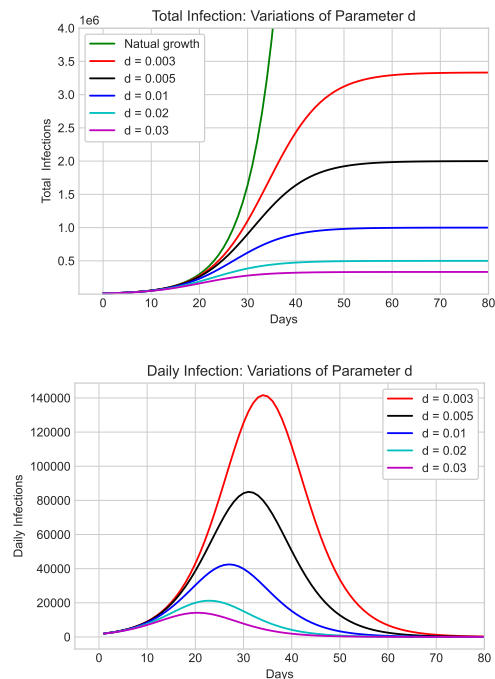 Total Infection: Variations of Parameter d
1e6
4.0
3.5
3.0
2.5
2.0
1.5
1.0
0.5
Total Infections
Natual growth
d = 0.003
d = 0.005
d = 0.01
d = 0.02
d = 0.03
0 10 20 30 40 50 60 70 80
Days
Daily Infection: Variations of Parameter d
140000
120000
100000
80000
60000
40000
20000
0
Daily Infections
d = 0.003
d = 0.005
d = 0.01
d = 0.02
d = 0.03
0 10 20 30 40 50 60 70 80
Days